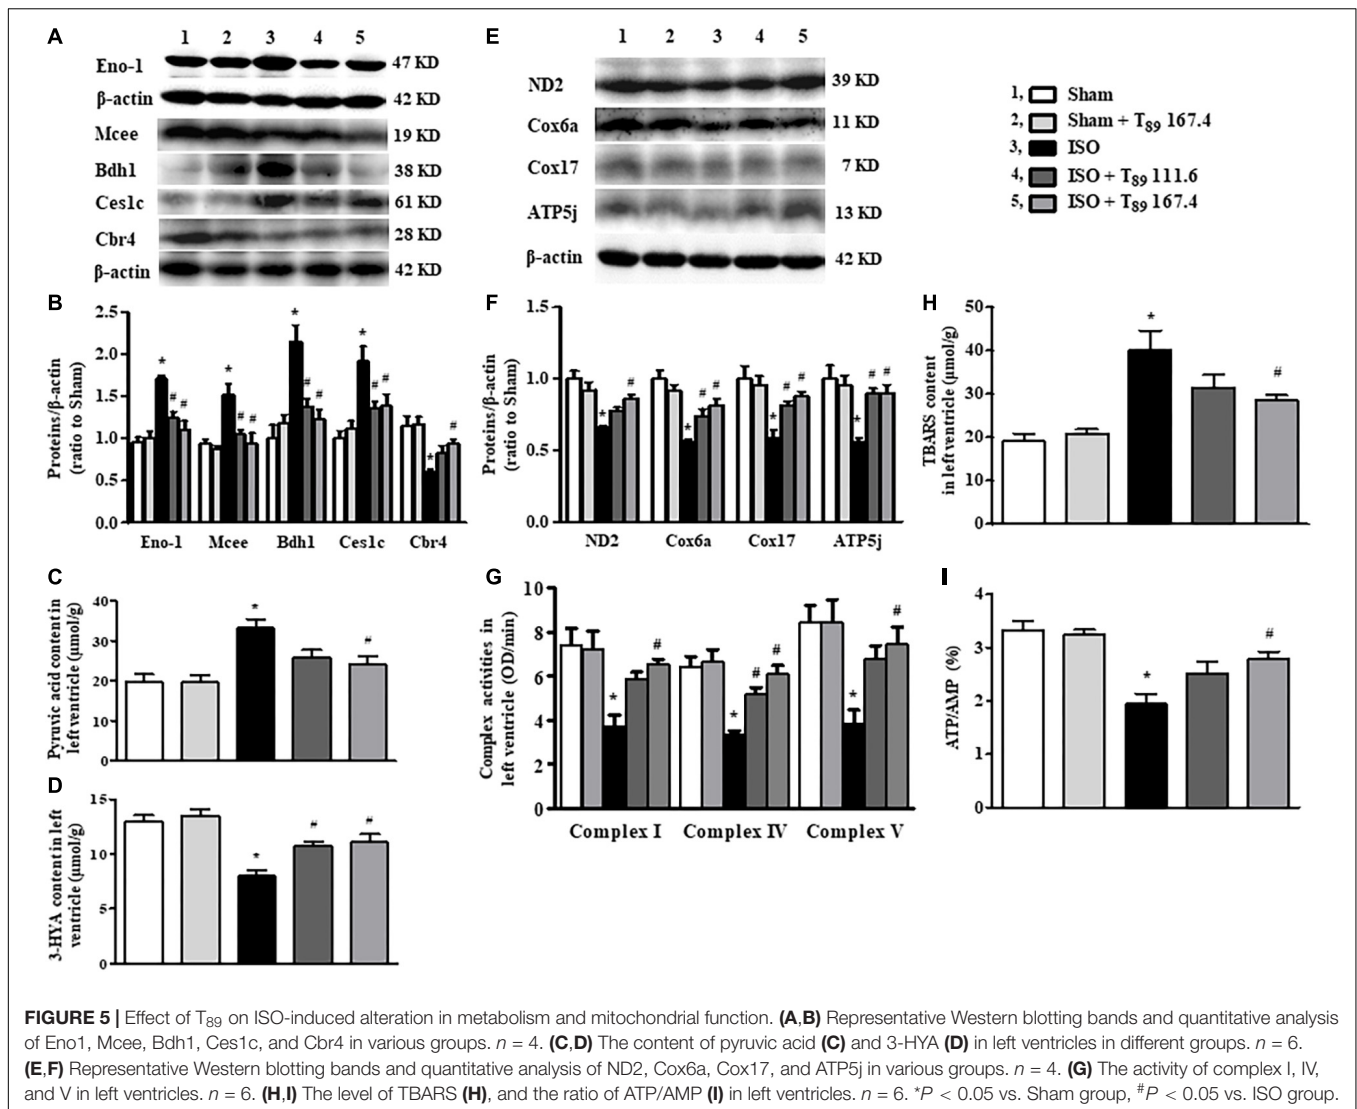 A
1 2 3 4 5
Eno-1 47 KD
β-actin 42 KD
Mcee 19 KD
Bdh1 38 KD
Ces1c 61 KD
Cbr4 28 KD
β-actin 42 KD
E
1 2 3 4 5
ND2 39 KD
Cox6a 11 KD
Cox17 7 KD
ATP5j 13 KD
β-actin 42 KD
1, Sham
2, Sham + T89 167.4
3, ISO
4, ISO + T89 111.6
5, ISO + T89 167.4
B
Proteins/β-actin
(ratio to Sham)
2.5
2.0
1.5
1.0
0.5
0.0
* * * * *
# # # # # # # # #
Eno-1 Mcee Bdh1 Ces1c Cbr4
F
Proteins/β-actin
(ratio to Sham)
1.5
1.0
0.5
0.0
* * * *
# # # # # # #
ND2 Cox6a Cox17 ATP5j
H
TBARS content
in left ventricle (μmol/g)
50
40
30
20
10
0
* #
C
Pyruvic acid content in
left ventricle (μmol/g)
40
30
20
10
0
* #
D
3-HYA content in left
ventricle (μmol/g)
15
10
5
0
* # #
G
Complex activities in
left ventricle (OD/min)
10
8
6
4
2
0
* * *
# # # #
Complex I Complex IV Complex V
I
ATP/AMP (%)
4
3
2
1
0
* #
FIGURE 5 | Effect of T89 on ISO-induced alteration in metabolism and mitochondrial function. (A,B) Representative Western blotting bands and quantitative analysis
of Eno1, Mcee, Bdh1, Ces1c, and Cbr4 in various groups. n = 4. (C,D) The content of pyruvic acid (C) and 3-HYA (D) in left ventricles in different groups. n = 6.
(E,F) Representative Western blotting bands and quantitative analysis of ND2, Cox6a, Cox17, and ATP5j in various groups. n = 4. (G) The activity of complex I, IV,
and V in left ventricles. n = 6. (H,I) The level of TBARS (H), and the ratio of ATP/AMP (I) in left ventricles. n = 6. *P < 0.05 vs. Sham group, #P < 0.05 vs. ISO group.